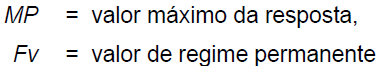 MP = valor máximo da resposta,
Fv = valor de regime permanente